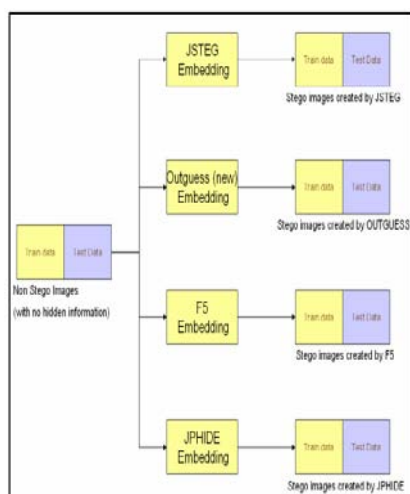 JSTEG
Embedding
Train data Test Data
Stego images created by JSTEG
Outguess (new)
Embedding
Train data Test Data
Stego images created by OUTGUESS
Train data Test Data
Non Stego Images
(with no hidden information)
F5
Embedding
Train data Test Data
Stego images created by F5
JPHIDE
Embedding
Train data Test Data
Stego images created by JPHIDE